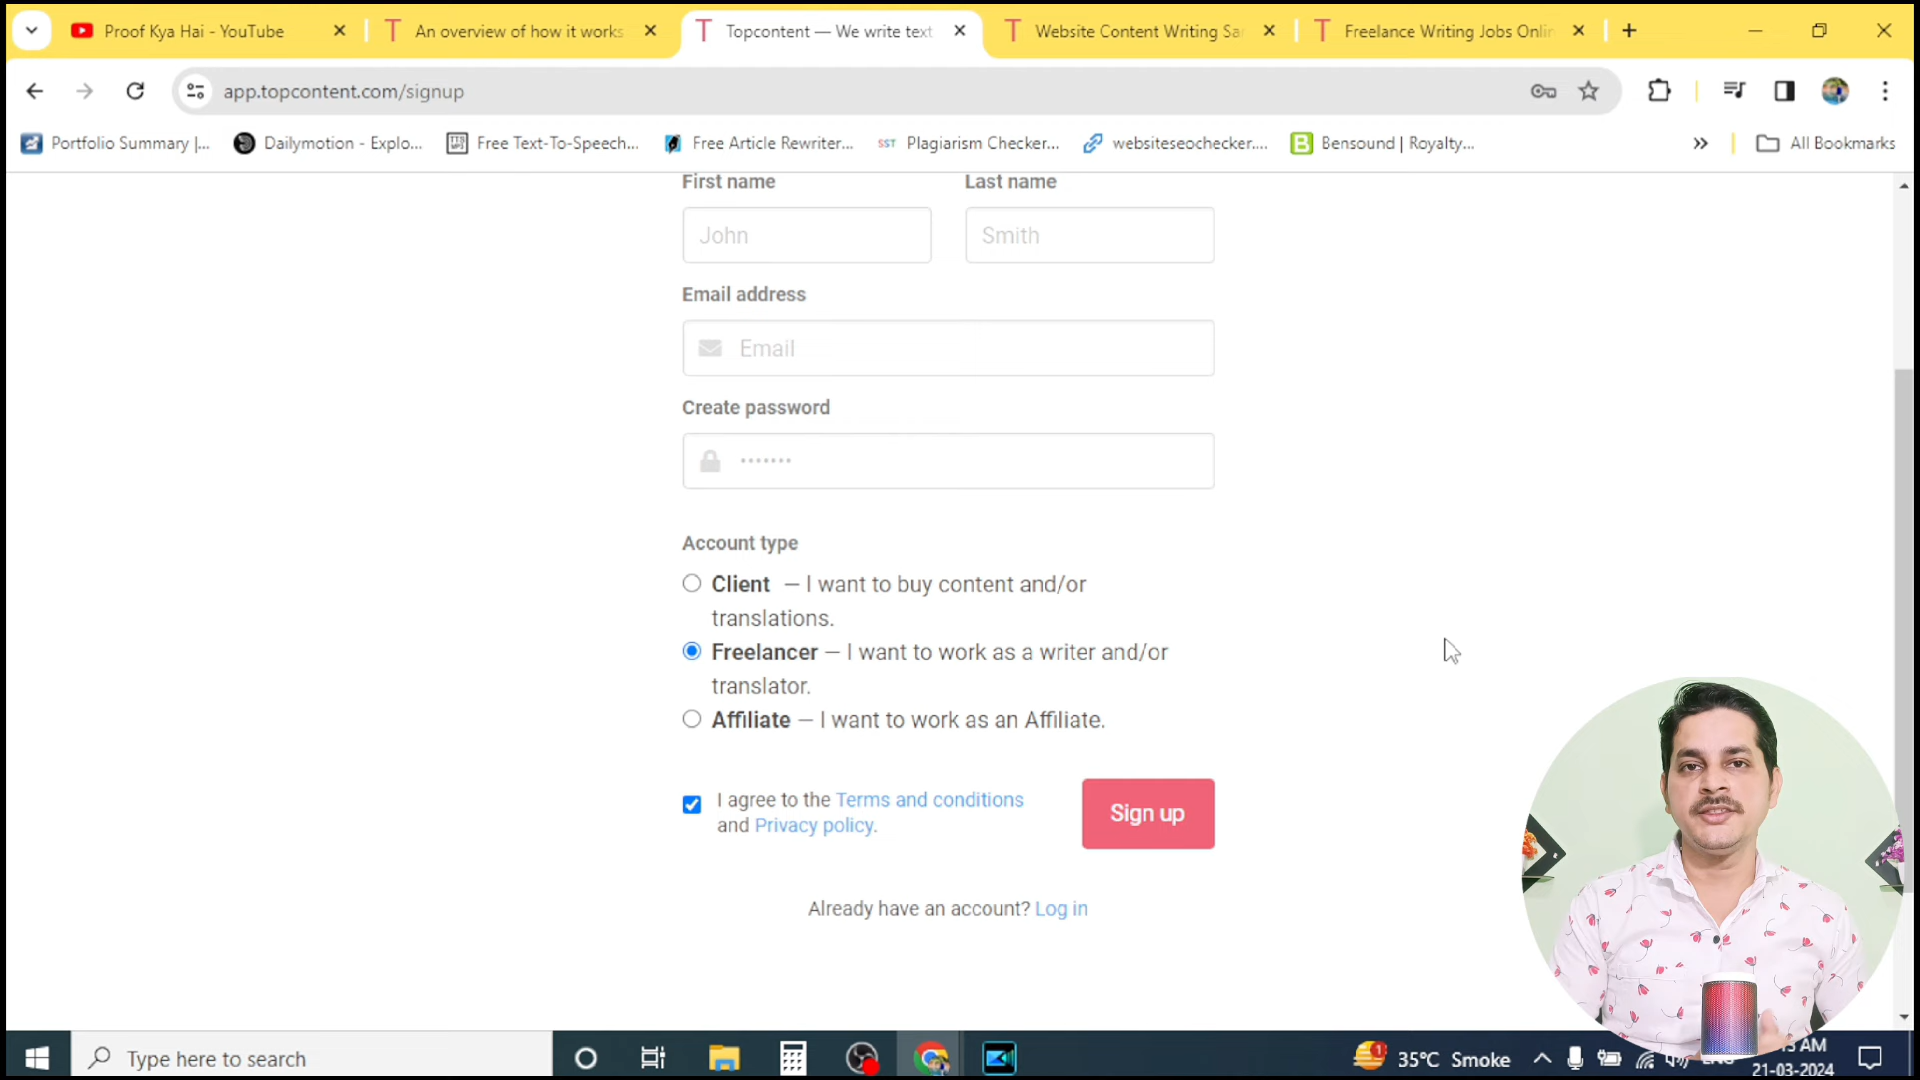 Proof Kya Hai - YouTube
An overview of how it works
Topcontent — We write text
Website Content Writing Sa
Freelance Writing Jobs Onlin
app.topcontent.com/signup
Portfolio Summary |...
Dailymotion - Explo...
Free Text-To-Speech...
Free Article Rewriter...
SST Plagiarism Checker...
websiteseochecker....
Bensound | Royalty...
All Bookmarks
First name
Last name
John
Smith
Email address
Email
Create password
Account type
Client — I want to buy content and/or
translations.
Freelancer — I want to work as a writer and/or
translator.
Affiliate — I want to work as an Affiliate.
I agree to the Terms and conditions
and Privacy policy.
Sign up
Already have an account? Log in
Type here to search
1
35°C Smoke
AM
21-03-2024